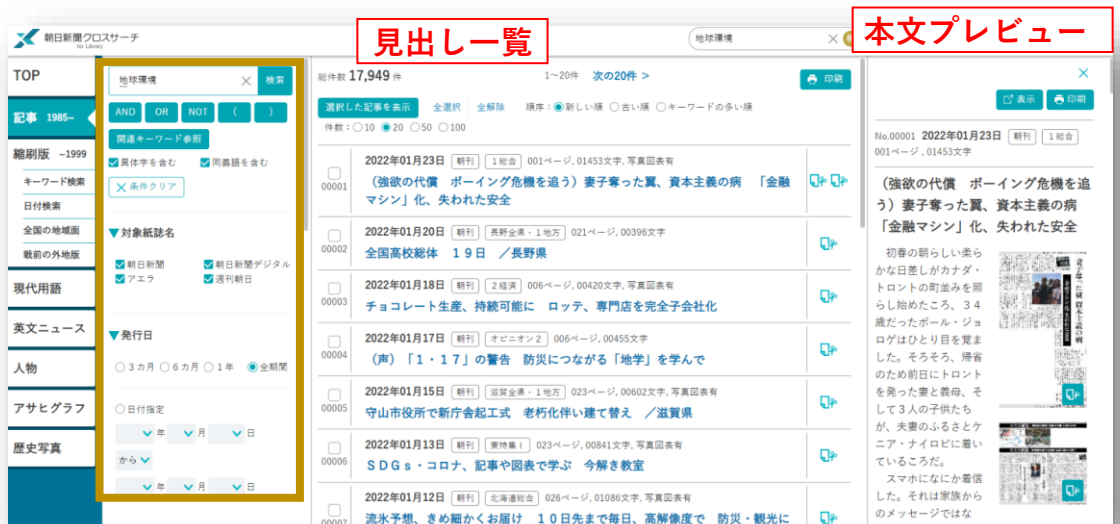 見出し一覧
本文プレビュー
朝日新聞クロスサーチ
for Library
地球環境
TOP
記事 1985~
縮刷版 ~1999
キーワード検索
日付検索
全国の地域面
戦前の外地版
現代用語
英文ニュース
人物
アサヒグラフ
歴史写真
地球環境
検索
AND OR NOT ( )
関連キーワード参照
異体字を含む 同義語を含む
条件クリア
▼対象紙誌名
朝日新聞 朝日新聞デジタル
アエラ 週刊朝日
▼発行日
3カ月 6カ月 1年 全期間
日付指定
年 月 日
から
年 月 日
総件数 17,949 件 1~20件 次の20件 > 印刷
選択した記事を表示 全選択 全解除 順序: 新しい順 古い順 キーワードの多い順
件数: 10 20 50 100
00001
2022年01月23日 朝刊 1総合 001ページ, 01453文字, 写真図表有
(強欲の代償 ボーイング危機を追う)妻子奪った翼、資本主義の病 「金融
マシン」化、失われた安全
00002
2022年01月20日 朝刊 長野全県・1地方 021ページ, 00396文字
全国高校総体 19日 /長野県
00003
2022年01月18日 朝刊 2経済 006ページ, 00420文字, 写真図表有
チョコレート生産、持続可能に ロッテ、専門店を完全子会社化
00004
2022年01月17日 朝刊 オピニオン2 006ページ, 00455文字
(声)「1・17」の警告 防災につながる「地学」を学んで
00005
2022年01月15日 朝刊 滋賀全県・1地方 023ページ, 00602文字, 写真図表有
守山市役所で新庁舎起工式 老朽化伴い建て替え /滋賀県
00006
2022年01月13日 朝刊 東特集I 023ページ, 00841文字, 写真図表有
SDGs・コロナ、記事や図表で学ぶ 今解き教室
00007
2022年01月12日 朝刊 北海道総合 026ページ, 01086文字, 写真図表有
流氷予想、きめ細かくお届け 10日先まで毎日、高解像度で 防災・観光に
表示 印刷
No.00001 2022年01月23日 朝刊 1総合
001ページ, 01453文字
(強欲の代償 ボーイング危機を追
う)妻子奪った翼、資本主義の病
「金融マシン」化、失われた安全
初春の朝らしい柔ら
かな日差しがカナダ・
トロントの町並みを照
らし始めたころ、34
歳だったポール・ジョ
ロゲはひとり目を覚ま
した。そろそろ、帰省
のため前日にトロント
を発った妻と義母、そ
して3人の子供たち
が、夫妻のふるさとケ
ニア・ナイロビに着い
ているころだ。
スマホになにか着信
した。それは家族から
のメッセージではな
妻子奪った翼 資本主義の病